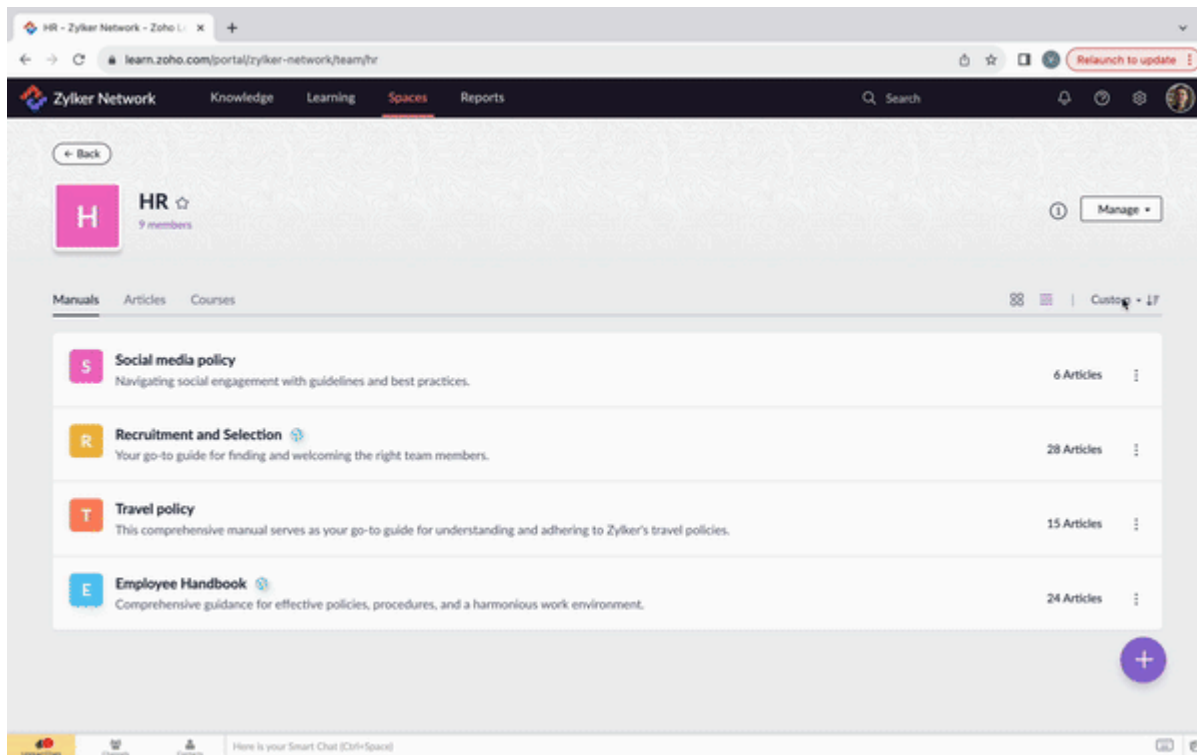 HR - Zylker Network - Zoho L
learn.zoho.com/portal/zylker-network/team/hr
Relaunch to update
Zylker Network
Knowledge
Learning
Spaces
Reports
Search
← Back
H
HR
9 members
1
Manage
Manuals
Articles
Courses
Custom
S
Social media policy
Navigating social engagement with guidelines and best practices.
6 Articles
R
Recruitment and Selection
Your go-to guide for finding and welcoming the right team members.
28 Articles
T
Travel policy
This comprehensive manual serves as your go-to guide for understanding and adhering to Zylker's travel policies.
15 Articles
E
Employee Handbook
Comprehensive guidance for effective policies, procedures, and a harmonious work environment.
24 Articles
Here is your Smart Chat (Ctrl+Space)